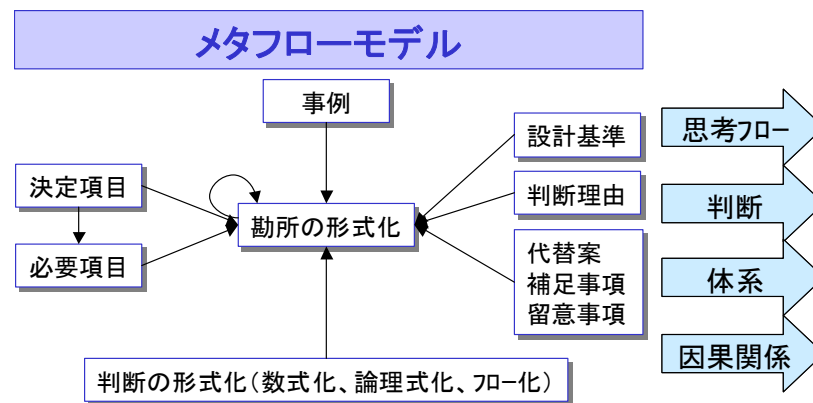 メタフローモデル
事例
設計基準
思考フロー
決定項目
判断理由
判断
勘所の形式化
必要項目
代替案
補足事項
留意事項
体系
因果関係
判断の形式化(数式化、論理式化、フロー化)